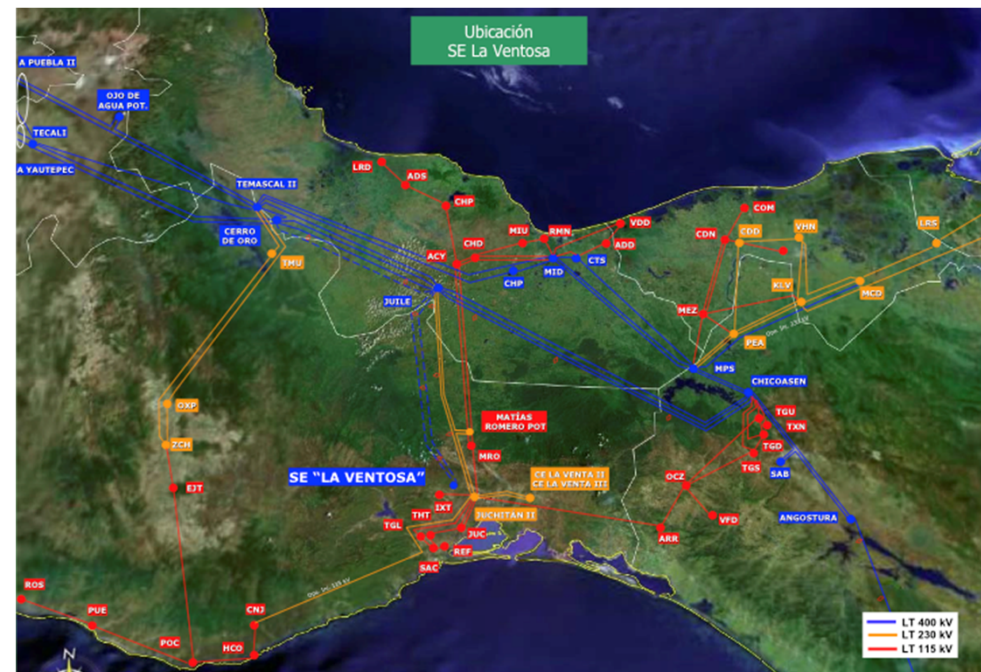 Ubicación
SE La Ventosa
A PUEBLA II
OJO DE
AGUA POT.
TECALI
A YAUTEPEC
TEMASCAL II
CERRO
DE ORO
TMU
LRD
ADS
CHP
MIU
RMN
VDD
CHD
ADD
ACY
MID
CTS
CHP
JUILE
COM
CDN
CDD
VHN
LRS
KLV
MCD
MEZ
PEA
MPS
CHICOASEN
OXP
ZCH
EJT
MATÍAS
ROMERO POT
MRO
TGU
TXN
TGD
TGS
SAB
SE "LA VENTOSA"
CE LA VENTA II
CE LA VENTA III
OCZ
IXT
JUCHITAN II
THT
TGL
JUC
REF
SAC
ARR
VFD
ANGOSTURA
ROS
PUE
POC
HCO
CNJ
N
LT 400 kV
LT 230 kV
LT 115 kV